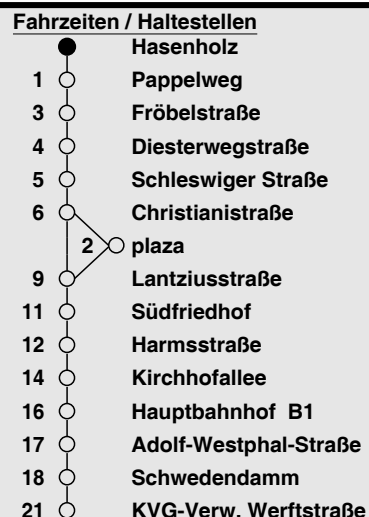 Fahrzeiten / Haltestellen
Hasenholz
1 Pappelweg
3 Fröbelstraße
4 Diesterwegstraße
5 Schleswiger Straße
6 Christianistraße
2 plaza
9 Lantziusstraße
11 Südfriedhof
12 Harmsstraße
14 Kirchhofallee
16 Hauptbahnhof B1
17 Adolf-Westphal-Straße
18 Schwedendamm
21 KVG-Verw. Werftstraße